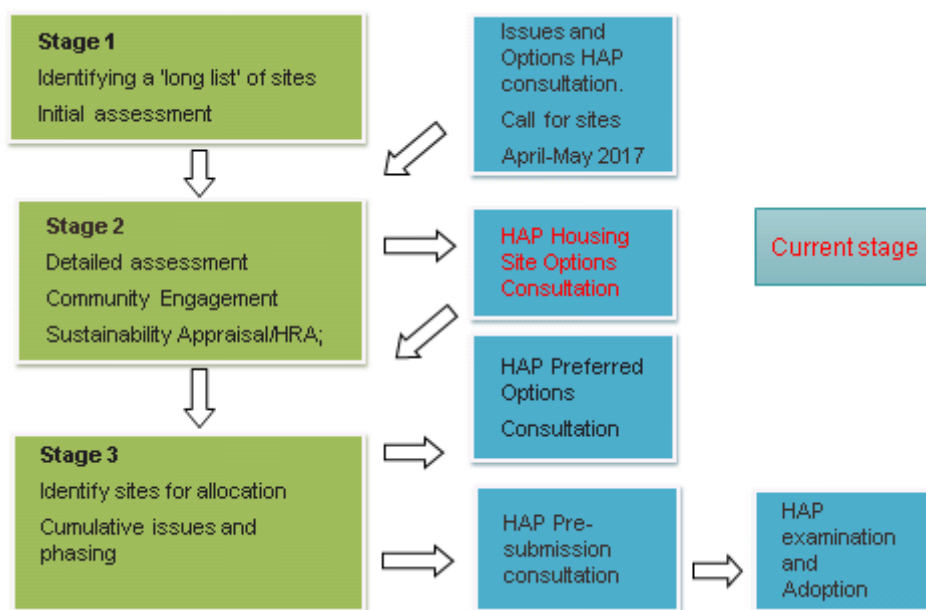 Stage 1
Identifying a 'long list' of sites
Initial assessment
Issues and
Options HAP
consultation.
Call for sites
April-May 2017
Stage 2
Detailed assessment
Community Engagement
Sustainability Appraisal/HRA;
HAP Housing
Site Options
Consultation
Current stage
HAP Preferred
Options
Consultation
Stage 3
Identify sites for allocation
Cumulative issues and
phasing
HAP Pre-
submission
consultation
HAP
examination
and
Adoption